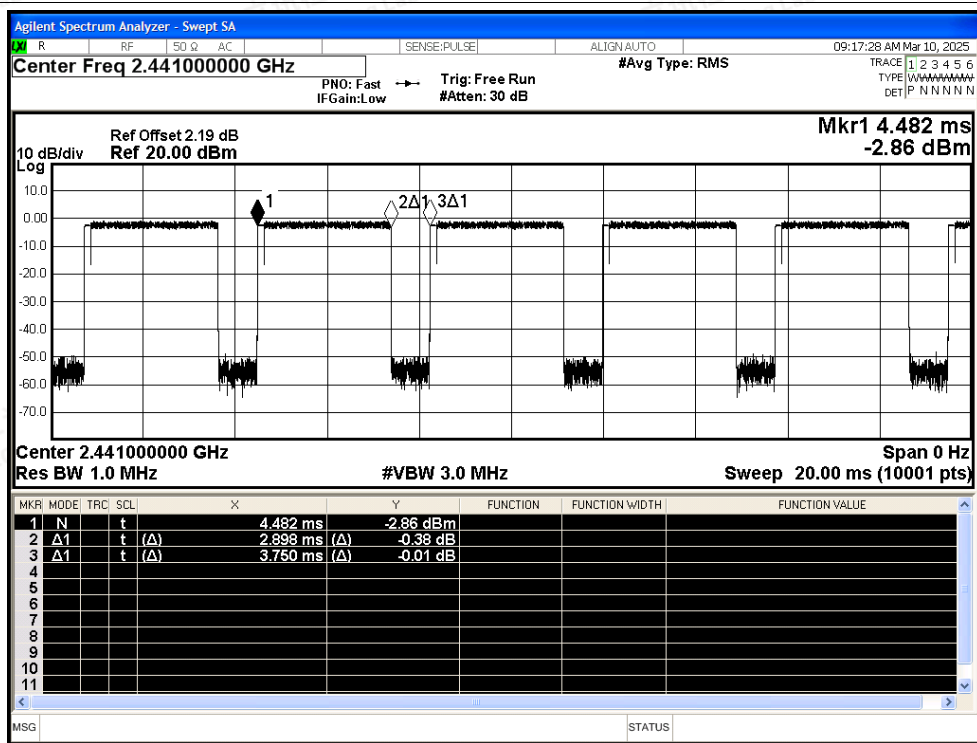 Agilent Spectrum Analyzer - Swept SA
LXI R RF 50 Ω AC SENSE:PULSE ALIGN AUTO 09:17:28 AM Mar 10, 2025
Center Freq 2.441000000 GHz #Avg Type: RMS TRACE 1 2 3 4 5 6
PNO: Fast Trig: Free Run TYPE WWWWWW
IFGain:Low #Atten: 30 dB DET P N N N N N
Mkr1 4.482 ms
Ref Offset 2.19 dB
10 dB/div Ref 20.00 dBm -2.86 dBm
Log
10.0
1 2Δ1 3Δ1
0.00
-10.0
-20.0
-30.0
-40.0
-50.0
-60.0
-70.0
Center 2.441000000 GHz Span 0 Hz
Res BW 1.0 MHz #VBW 3.0 MHz Sweep 20.00 ms (10001 pts)
MKR MODE TRC SCL X Y FUNCTION FUNCTION WIDTH FUNCTION VALUE
1 N t 4.482 ms -2.86 dBm
2 Δ1 t (Δ) 2.898 ms (Δ) -0.38 dB
3 Δ1 t (Δ) 3.750 ms (Δ) -0.01 dB
4
5
6
7
8
9
10
11
MSG STATUS